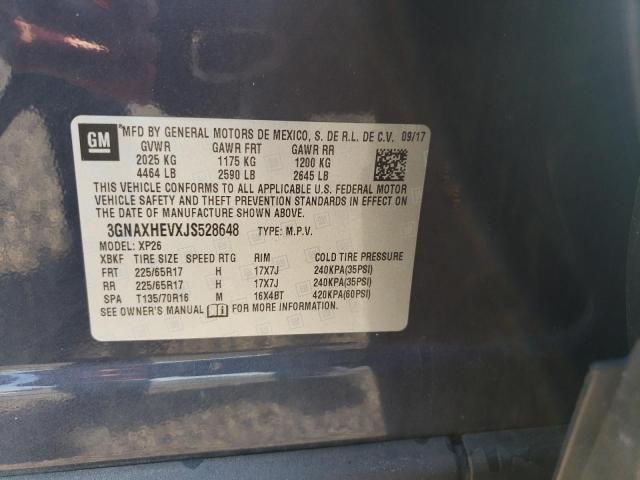 GM MFD BY GENERAL MOTORS DE MEXICO, S. DE R.L. DE C.V. 09/17
GVWR GAWR FRT GAWR RR
2025 KG 1175 KG 1200 KG
4464 LB 2590 LB 2645 LB
THIS VEHICLE CONFORMS TO ALL APPLICABLE U.S. FEDERAL MOTOR
VEHICLE SAFETY AND THEFT PREVENTION STANDARDS IN EFFECT ON
THE DATE OF MANUFACTURE SHOWN ABOVE.
3GNAXHEVXJS528648 TYPE: M.P.V.
MODEL: XP26
XBKF TIRE SIZE SPEED RTG RIM COLD TIRE PRESSURE
FRT 225/65R17 H 17X7J 240KPA(35PSI)
RR 225/65R17 H 17X7J 240KPA(35PSI)
SPA T135/70R16 M 16X4BT 420KPA(60PSI)
SEE OWNER'S MANUAL FOR MORE INFORMATION.